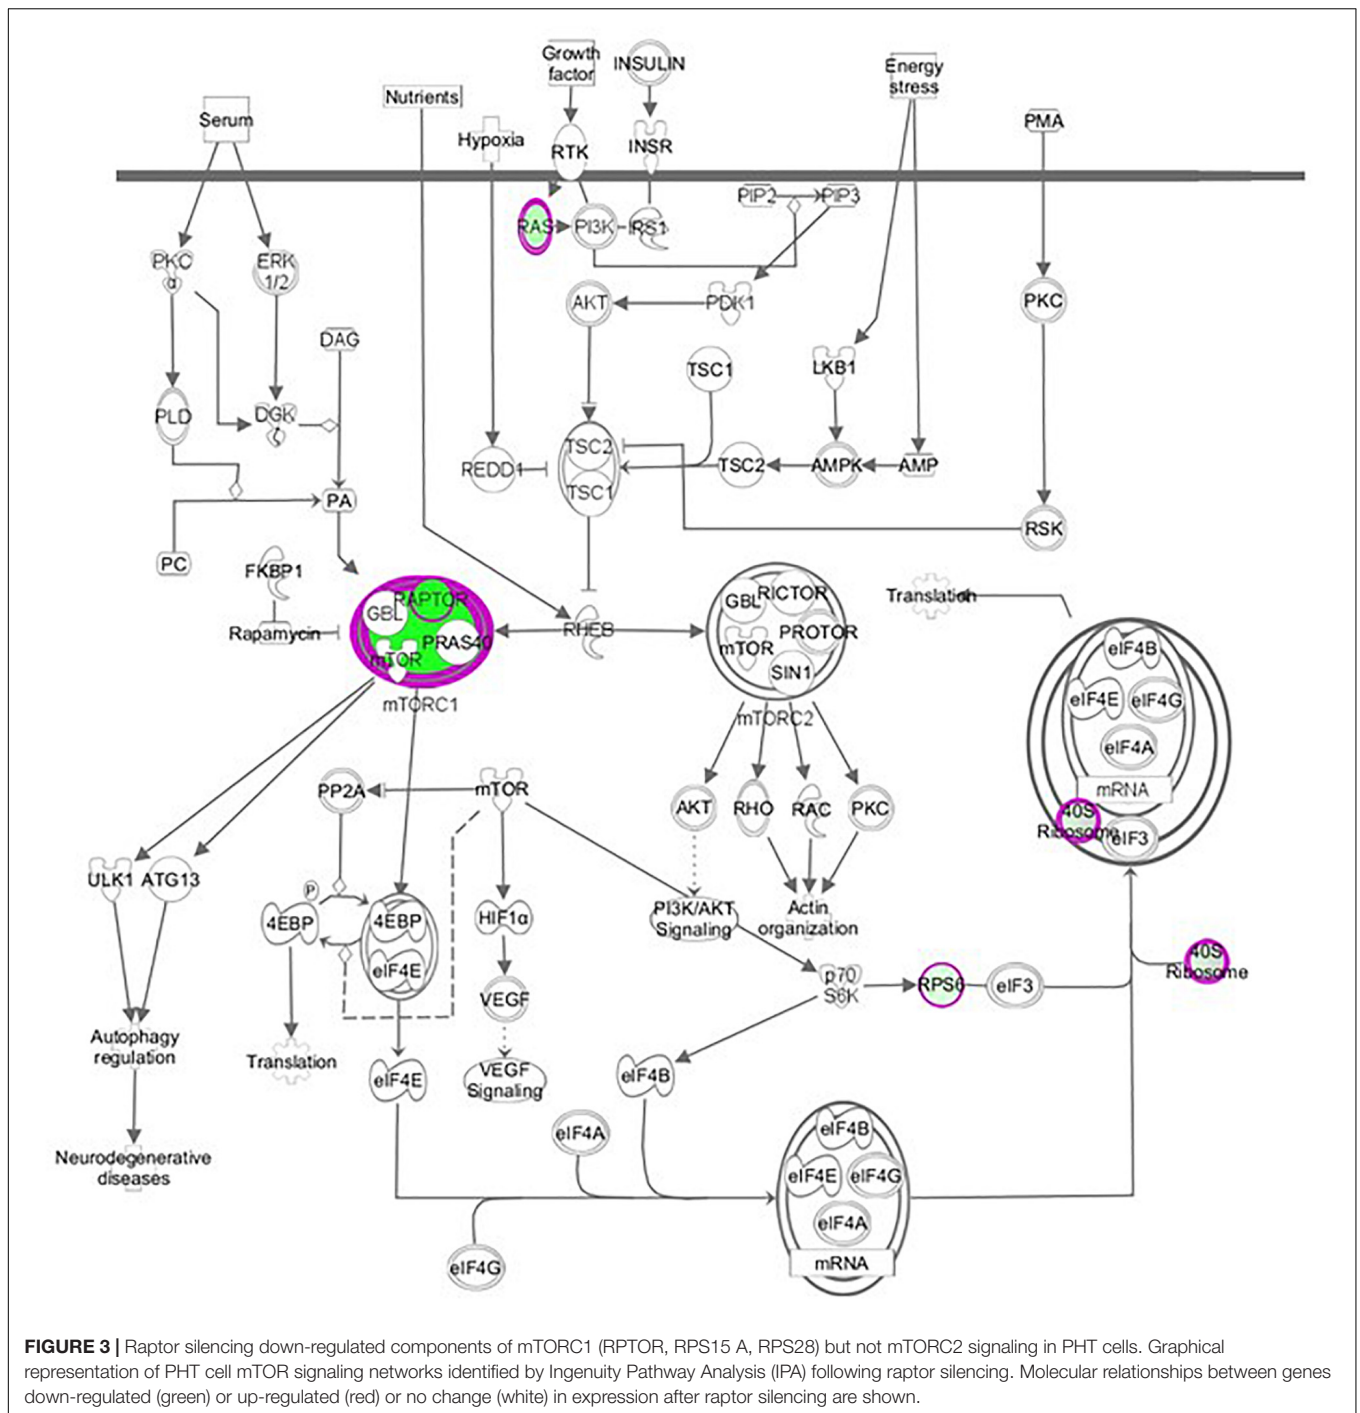 Growth
factor
INSULIN
Energy
stress
Nutrients
Serum
Hypoxia
PMA
RTK
INSR
PIP2
PIP3
RAS
PI3K
IRS1
PKC
α
ERK
1/2
AKT
PDK1
PKC
DAG
TSC1
LKB1
PLD
DGK
TSC2
REDD1
TSC2
AMPK
AMP
TSC1
PA
RSK
PC
FKBP1
Rapamycin
RAPTOR
GBL
PRAS40
mTOR
mTORC1
RHEB
GBL
RICTOR
PROTOR
mTOR
SIN1
mTORC2
Translation
eIF4B
eIF4E
eIF4G
eIF4A
mRNA
40S
Ribosome
eIF3
PP2A
mTOR
AKT
RHO
RAC
PKC
ULK1
ATG13
P
4EBP
4EBP
eIF4E
HIF1α
PI3K/AKT
Signaling
Actin
organization
40S
Ribosome
p70
S6K
RPS6
eIF3
VEGF
Autophagy
regulation
Translation
eIF4E
VEGF
Signaling
eIF4B
eIF4A
eIF4B
eIF4E
eIF4G
eIF4A
mRNA
Neurodegenerative
diseases
eIF4G
FIGURE 3 | Raptor silencing down-regulated components of mTORC1 (RPTOR, RPS15 A, RPS28) but not mTORC2 signaling in PHT cells. Graphical
representation of PHT cell mTOR signaling networks identified by Ingenuity Pathway Analysis (IPA) following raptor silencing. Molecular relationships between genes
down-regulated (green) or up-regulated (red) or no change (white) in expression after raptor silencing are shown.